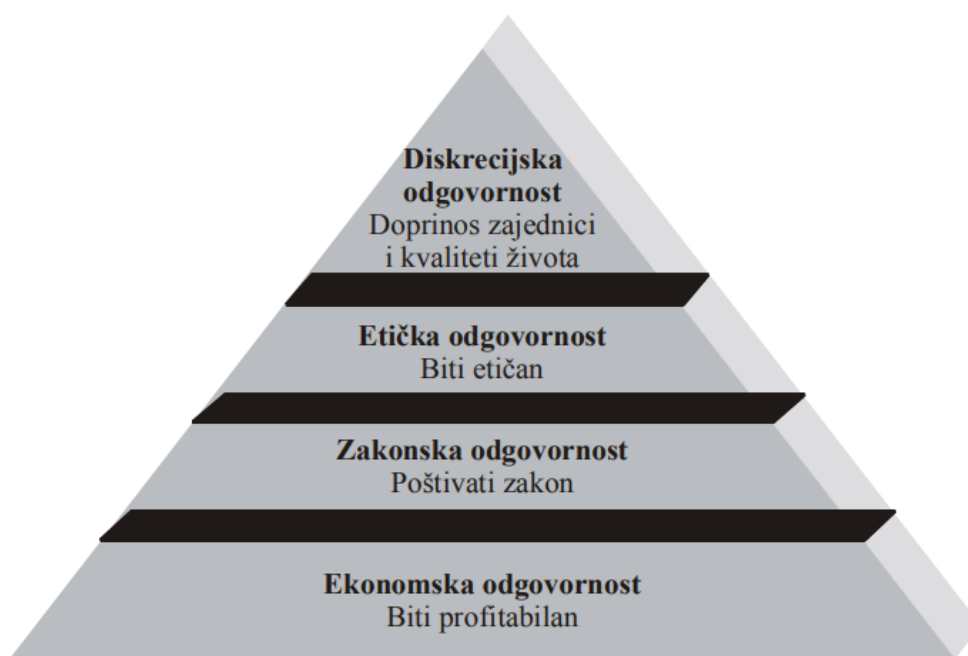 Diskrecijska
odgovornost
Doprinos zajednici
i kvaliteti života
Etička odgovornost
Biti etičan
Zakonska odgovornost
Poštivati zakon
Ekonomska odgovornost
Biti profitabilan